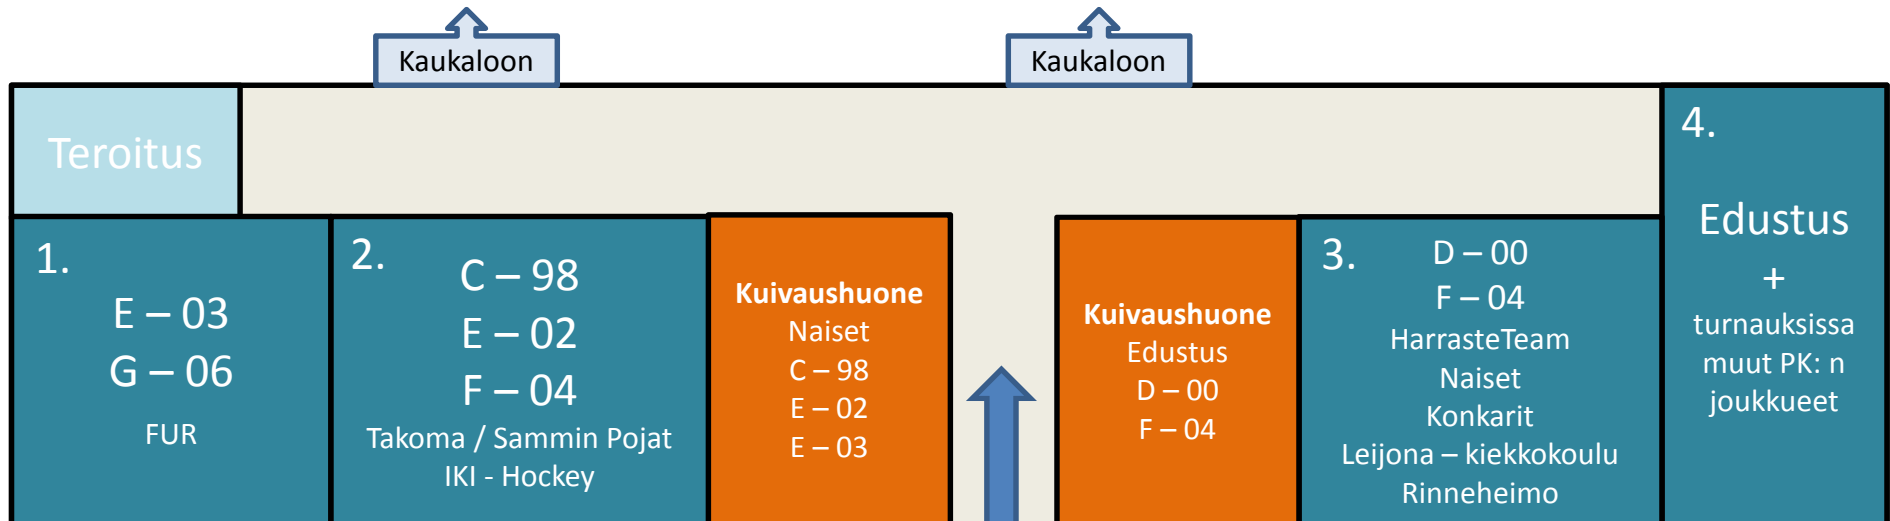 Kaukaloon
Kaukaloon
Teroitus
1.
E – 03
G – 06
FUR
2.
C – 98
E – 02
F – 04
Takoma / Sammin Pojat
IKI - Hockey
Kuivaushuone
Naiset
C – 98
E – 02
E – 03
Kuivaushuone
Edustus
D – 00
F – 04
3.
D – 00
F – 04
HarrasteTeam
Naiset
Konkarit
Leijona – kiekkokoulu
Rinneheimo
4.
Edustus
+
turnauksissa
muut PK: n
joukkueet